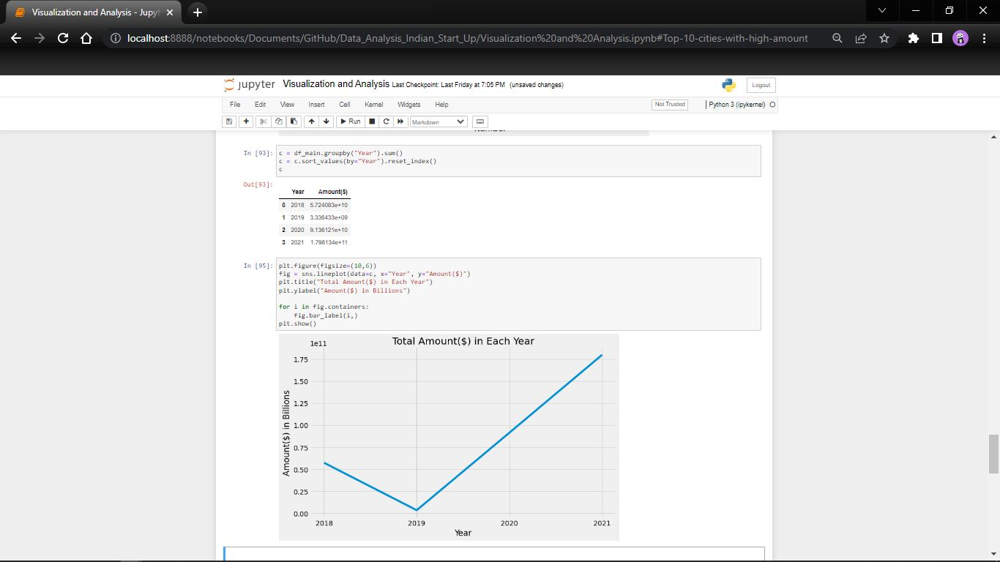 Visualization and Analysis - Jupyt
localhost:8888/notebooks/Documents/GitHub/Data_Analysis_Indian_Start_Up/Visualization%20and%20Analysis.ipynb#Top-10-cities-with-high-amount
jupyter Visualization and Analysis Last Checkpoint: Last Friday at 7:05 PM (unsaved changes)
Logout
File Edit View Insert Cell Kernel Widgets Help
Not Trusted
Python 3 (ipykernel)
Run
Markdown
In [93]:
c = df_main.groupby("Year").sum()
c = c.sort_values(by="Year").reset_index()
c
Out[93]:
Year Amount($)
0 2018 5.724083e+10
1 2019 3.336433e+09
2 2020 9.136121e+10
3 2021 1.798134e+11
In [95]:
plt.figure(figsize=(10,6))
fig = sns.lineplot(data=c, x="Year", y="Amount($)")
plt.title("Total Amount($) in Each Year")
plt.ylabel("Amount($) in Billions")
for i in fig.containers:
fig.bar_label(i,)
plt.show()
1e11
Total Amount($) in Each Year
1.75
1.50
1.25
1.00
0.75
0.50
0.25
0.00
Amount($) in Billions
2018 2019 2020 2021
Year